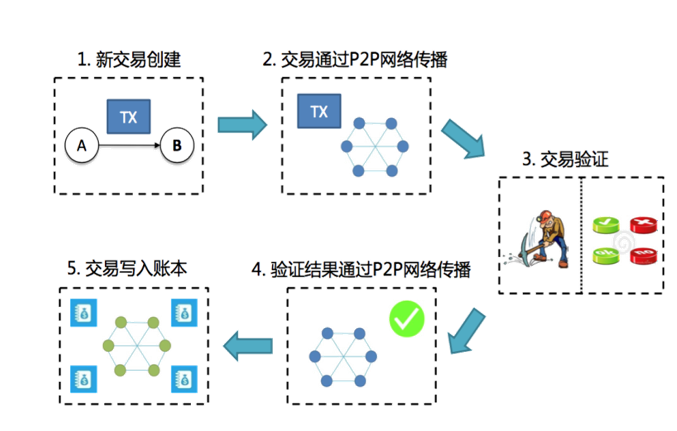 1. 新交易创建
2. 交易通过P2P网络传播
TX
A
B
TX
3. 交易验证
4. 验证结果通过P2P网络传播
5. 交易写入账本